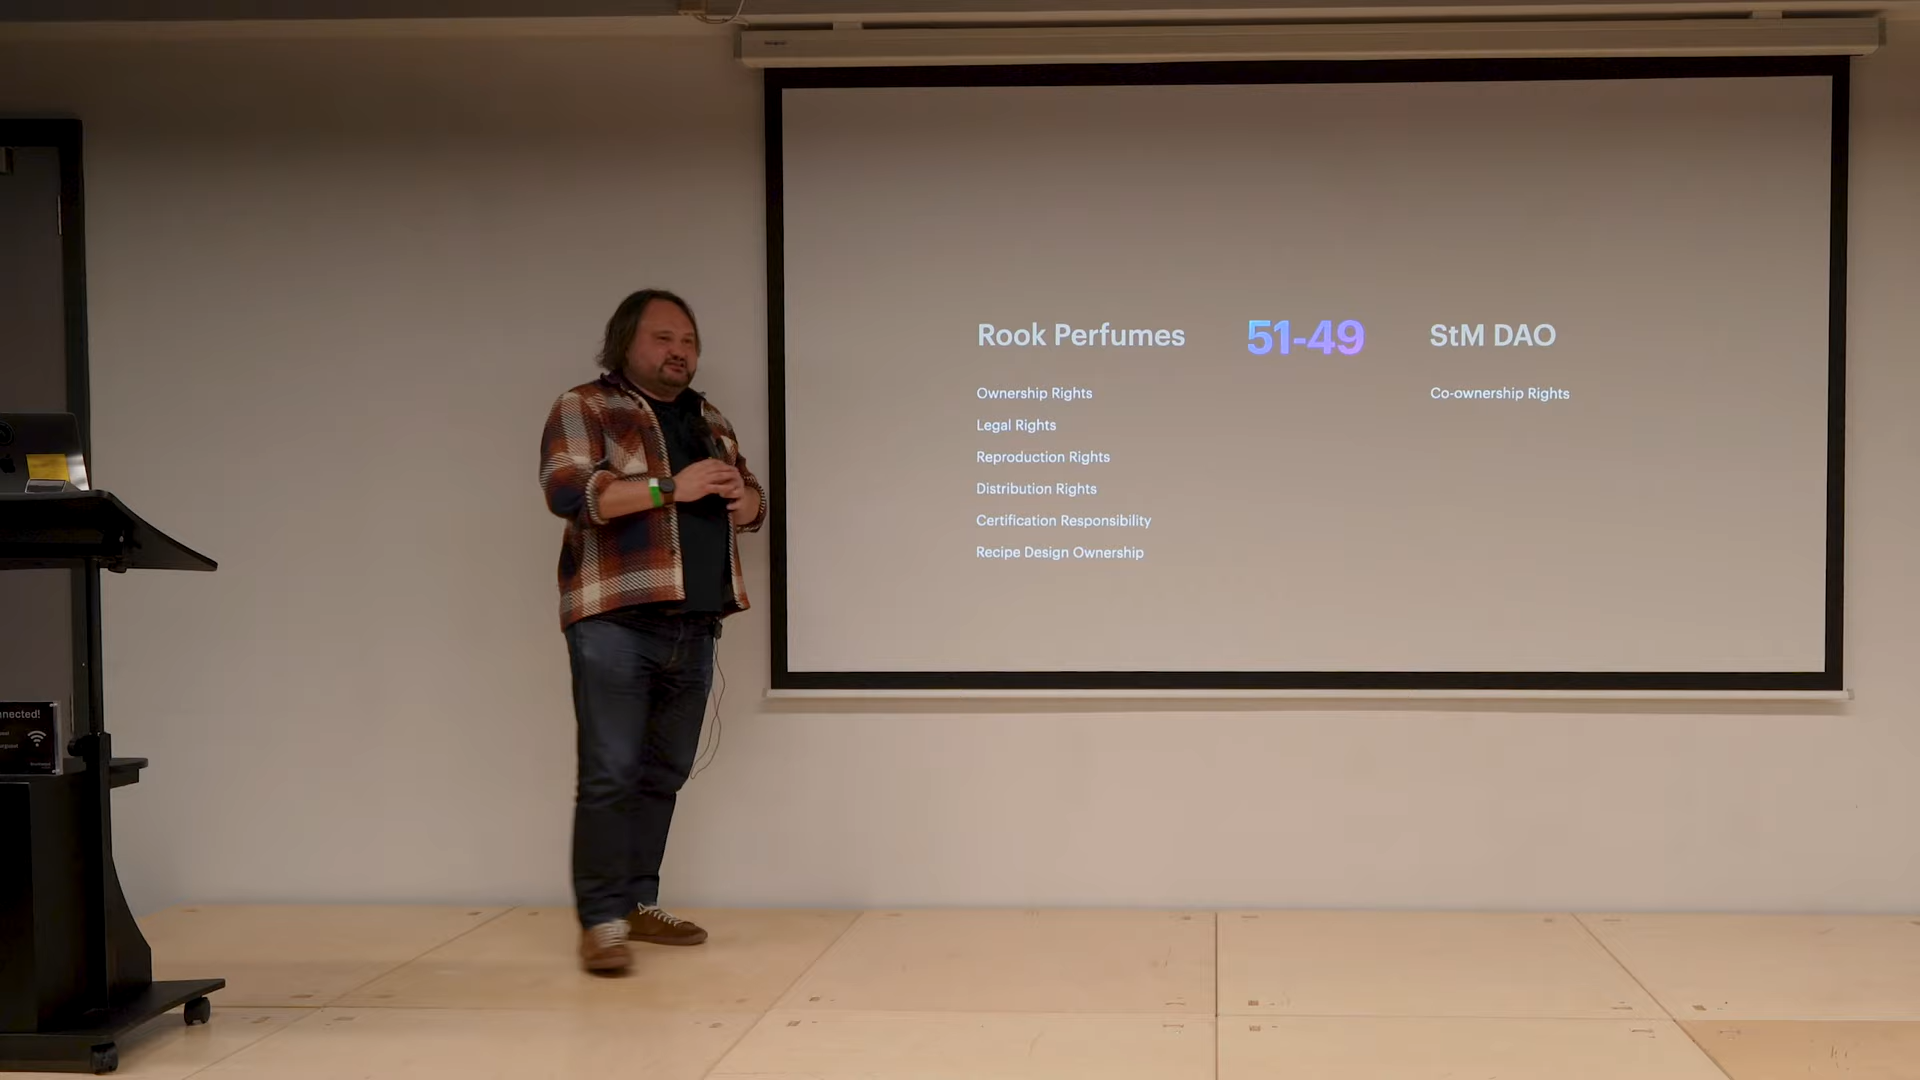 Rook Perfumes
51-49
StM DAO
Ownership Rights
Legal Rights
Reproduction Rights
Distribution Rights
Certification Responsibility
Recipe Design Ownership
Co-ownership Rights
nnected!